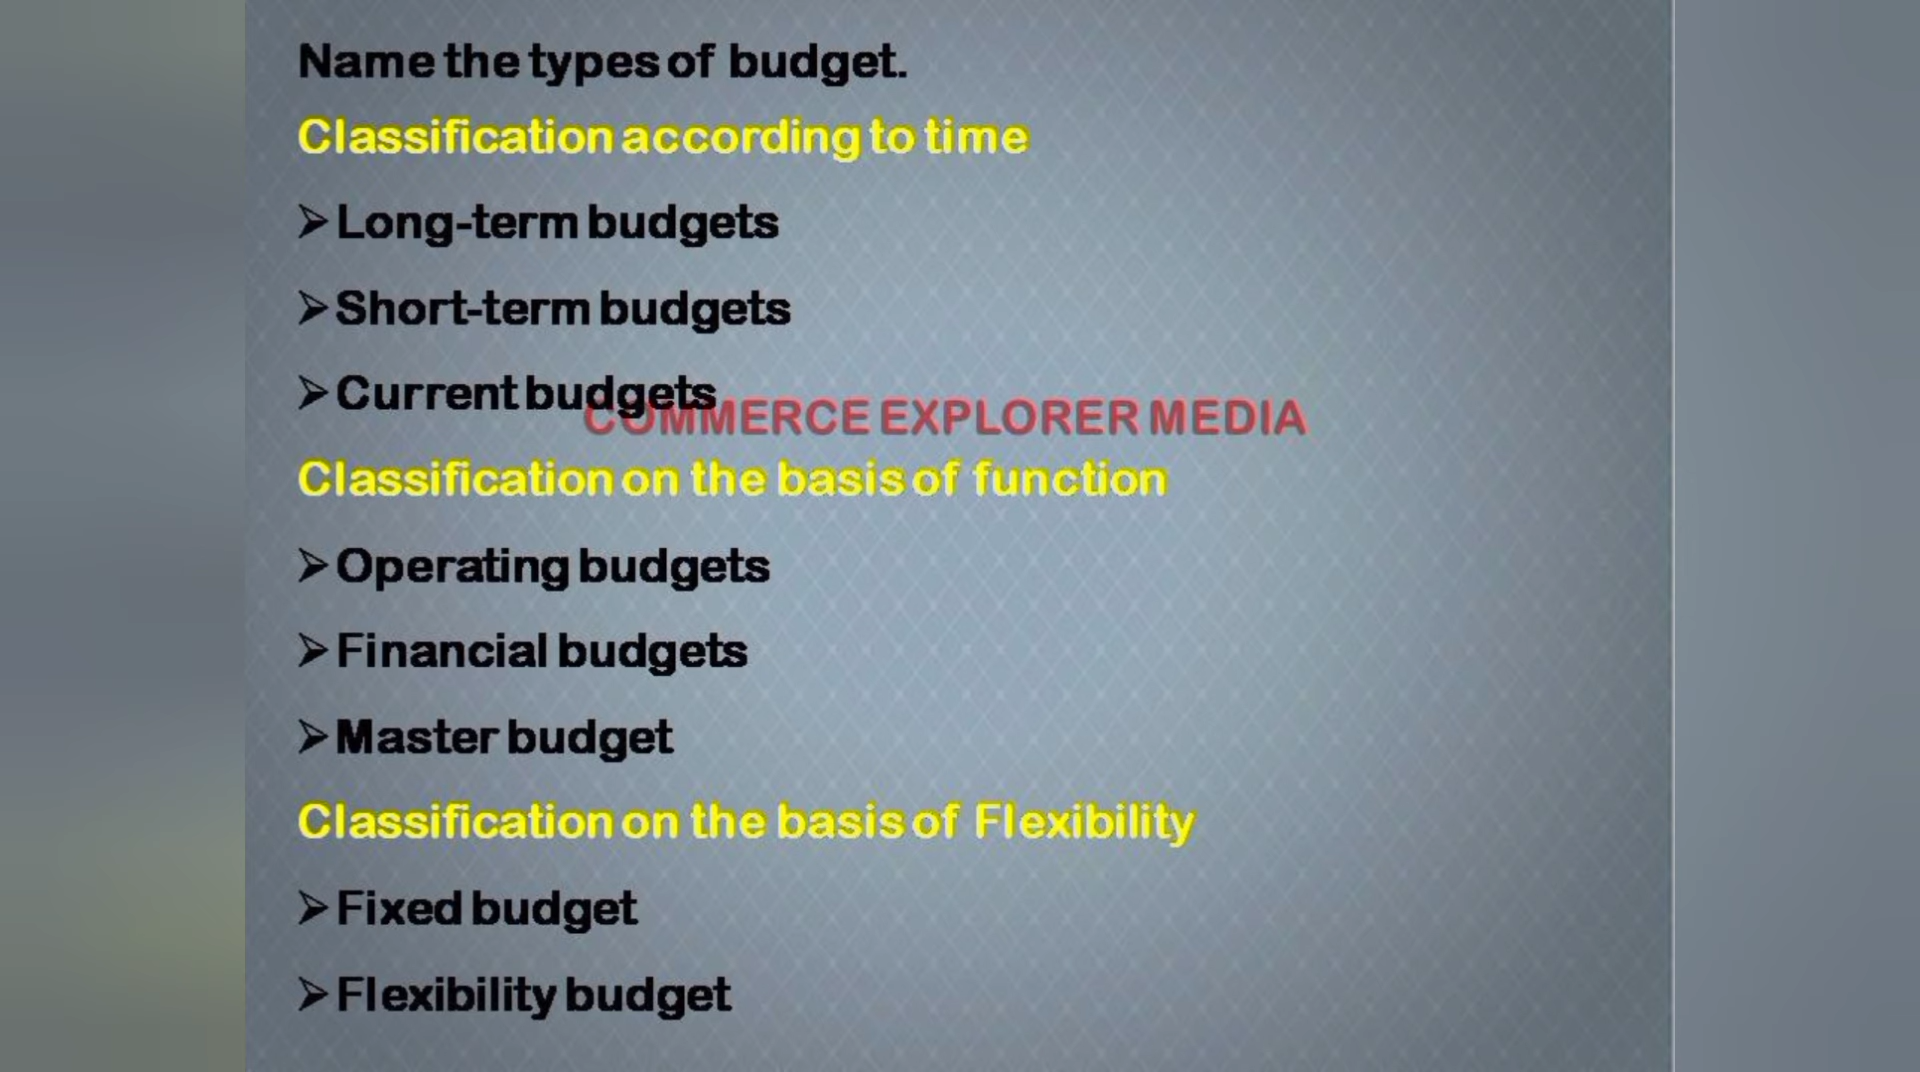 Name the types of budget.
Classification according to time
➢Long-term budgets
➢Short-term budgets
➢Current budgets
COMMERCE EXPLORER MEDIA
Classification on the basis of function
➢Operating budgets
➢Financial budgets
➢Master budget
Classification on the basis of Flexibility
➢Fixed budget
➢Flexibility budget